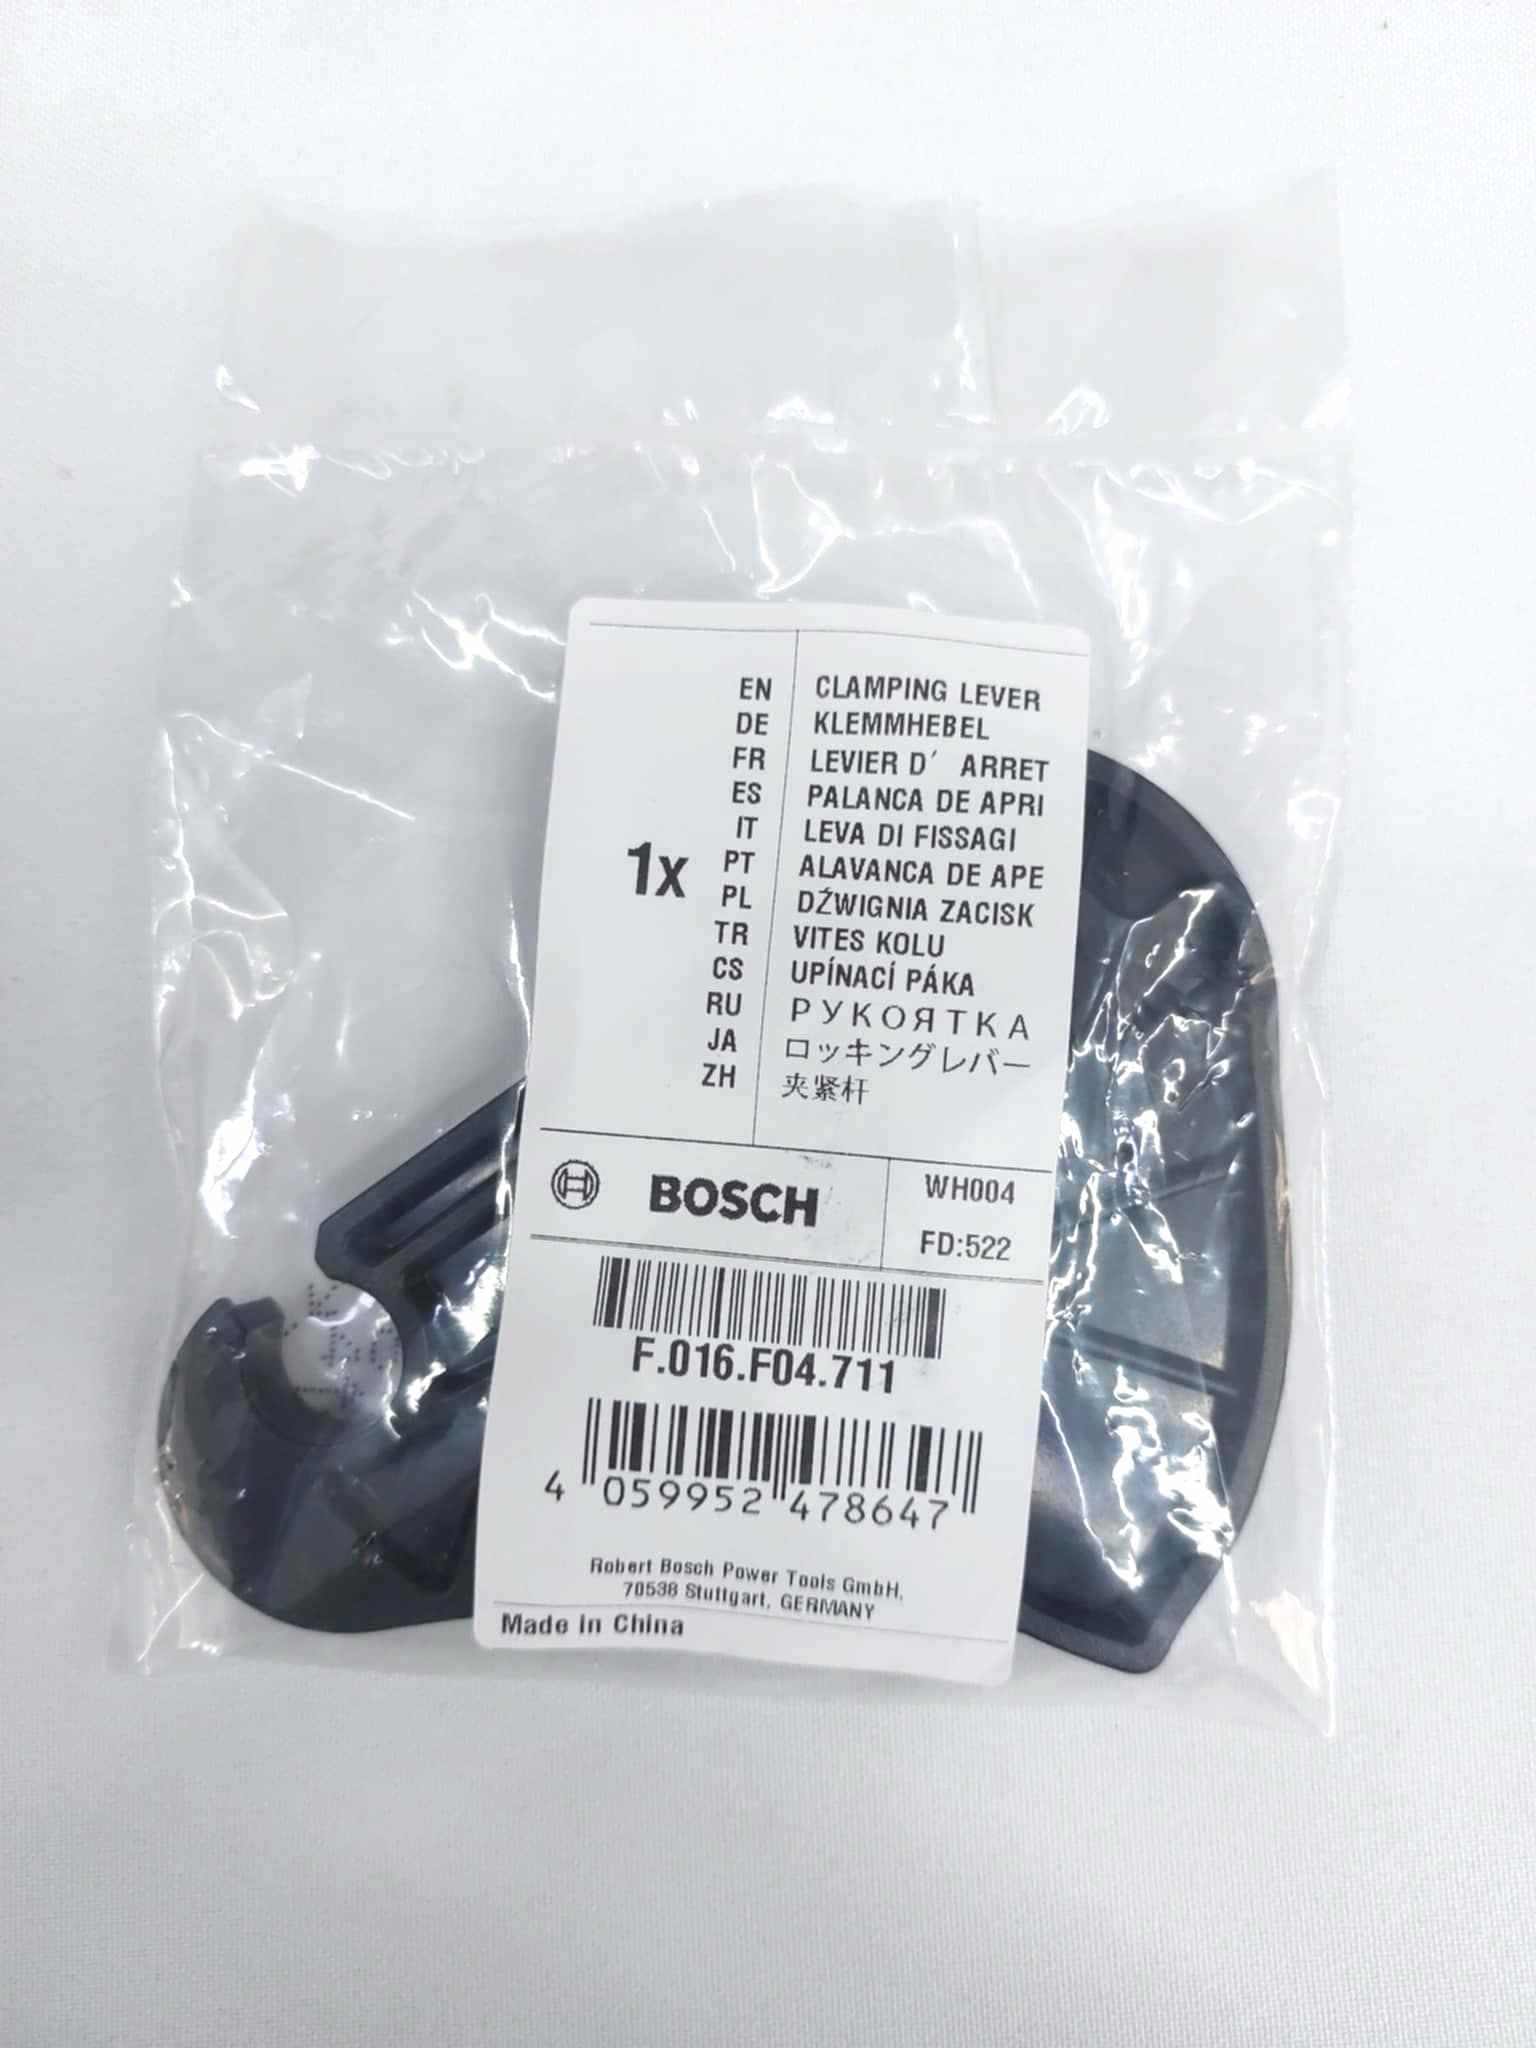 EN CLAMPING LEVER
DE KLEMMHEBEL
FR LEVIER D´ ARRET
ES PALANCA DE APRI
IT LEVA DI FISSAGI
1x
PT ALAVANCA DE APE
PL DŹWIGNIA ZACISK
TR VITES KOLU
CS UPÍNACÍ PÁKA
RU РУКОЯТКА
JA ロッキングレバー
ZH 夹紧杆
BOSCH
WH004
FD:522
F.016.F04.711
4 059952 478647
Robert Bosch Power Tools GmbH,
70538 Stuttgart, GERMANY
Made in China